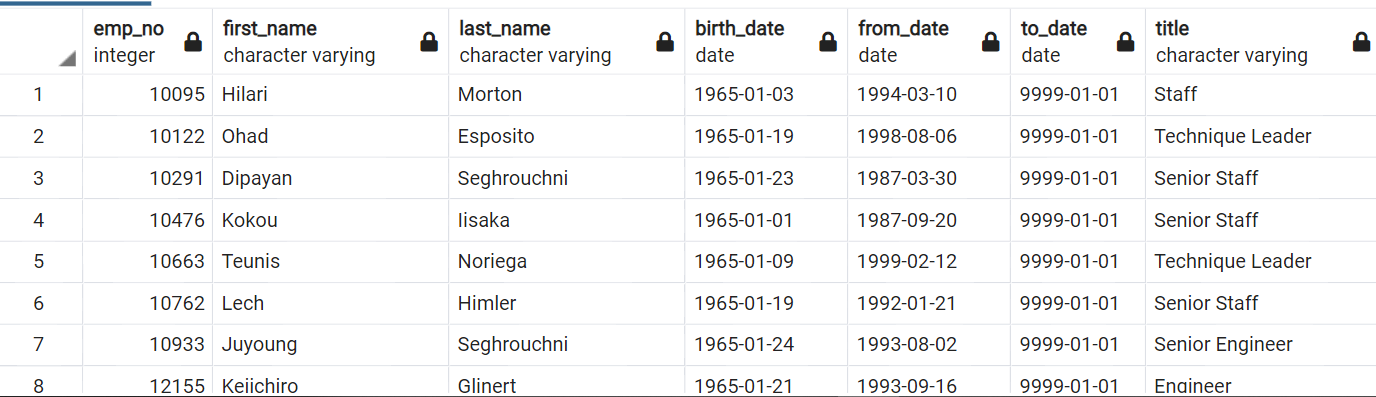 emp_no first_name last_name birth_date from_date to_date title
integer character varying character varying date date date character varying
1 10095 Hilari Morton 1965-01-03 1994-03-10 9999-01-01 Staff
2 10122 Ohad Esposito 1965-01-19 1998-08-06 9999-01-01 Technique Leader
3 10291 Dipayan Seghrouchni 1965-01-23 1987-03-30 9999-01-01 Senior Staff
4 10476 Kokou Iisaka 1965-01-01 1987-09-20 9999-01-01 Senior Staff
5 10663 Teunis Noriega 1965-01-09 1999-02-12 9999-01-01 Technique Leader
6 10762 Lech Himler 1965-01-19 1992-01-21 9999-01-01 Senior Staff
7 10933 Juyoung Seghrouchni 1965-01-24 1993-08-02 9999-01-01 Senior Engineer
8 12155 Keiichiro Glinert 1965-01-21 1993-09-16 9999-01-01 Engineer